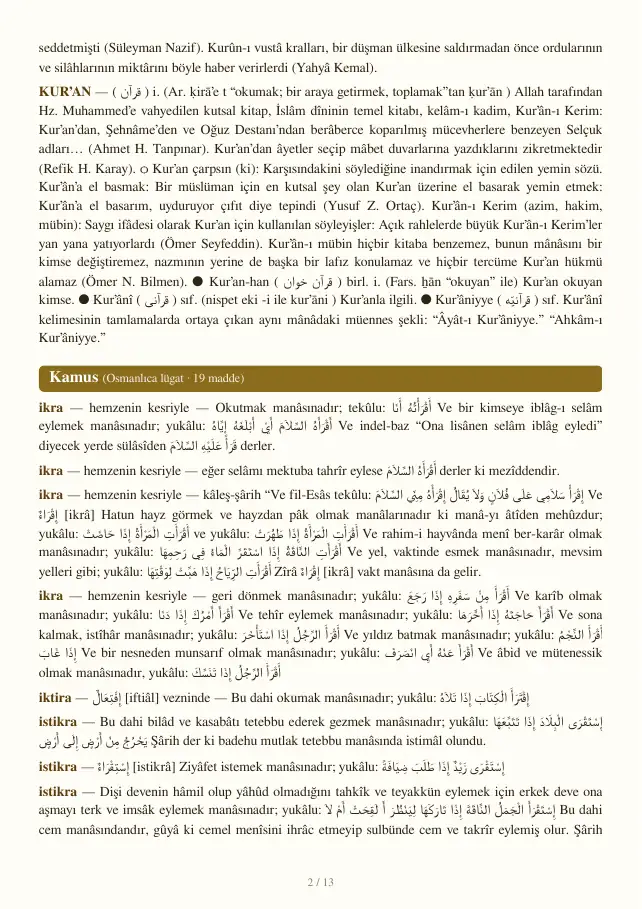 seddetmişti (Süleyman Nazif). Kurûn-ı vustâ kralları, bir düşman ülkesine saldırmadan önce ordularının
ve silâhlarının miktârını böyle haber verirlerdi (Yahyâ Kemal).
KUR’AN — ( قرآن ) i. (Ar. ḳirā’e t “okumak; bir araya getirmek, toplamak”tan ḳur’ān ) Allah tarafından
Hz. Muhammed’e vahyedilen kutsal kitap, İslâm dîninin temel kitabı, kelâm-ı kadim, Kur’ân-ı Kerim:
Kur’an’dan, Şehnâme’den ve Oğuz Destanı’ndan berâberce koparılmış mücevherlere benzeyen Selçuk
adları… (Ahmet H. Tanpınar). Kur’an’dan âyetler seçip mâbet duvarlarına yazdıklarını zikretmektedir
(Refik H. Karay). ○ Kur’an çarpsın (ki): Karşısındakini söylediğine inandırmak için edilen yemin sözü.
Kur’ân’a el basmak: Bir müslüman için en kutsal şey olan Kur’an üzerine el basarak yemin etmek:
Kur’ân’a el basarım, uyduruyor çıfıt diye tepindi (Yusuf Z. Ortaç). Kur’ân-ı Kerim (azim, hakim,
mübin): Saygı ifâdesi olarak Kur’an için kullanılan söyleyişler: Açık rahlelerde büyük Kur’ân-ı Kerim’ler
yan yana yatıyorlardı (Ömer Seyfeddin). Kur’ân-ı mübin hiçbir kitaba benzemez, bunun mânâsını bir
kimse değiştiremez, nazmının yerine de başka bir lafız konulamaz ve hiçbir tercüme Kur’an hükmü
alamaz (Ömer N. Bilmen). ● Kur’an-han ( قرآن خوان ) birl. i. (Fars. ḫān “okuyan” ile) Kur’an okuyan
kimse. ● Kur’ânî ( قرآنى ) sıf. (nispet eki -і ile kur’āni ) Kur’anla ilgili. ● Kur’âniyye ( قرآنيّه ) sıf. Kur’ânî
kelimesinin tamlamalarda ortaya çıkan aynı mânâdaki müennes şekli: “Âyât-ı Kur’âniyye.” “Ahkâm-ı
Kur’âniyye.”
Kamus (Osmanlıca lügat · 19 madde)
ikra — hemzenin kesriyle — Okutmak manâsınadır; tekûlu: أَقْرَأْتُهُ أَنَا Ve bir kimseye iblâg-ı selâm
eylemek manâsınadır; yukâlu: أَقْرَأَهُ السَّلاَمَ أَيْ أَبْلَغَهُ إِيَّاهُ Ve indel-baz “Ona lisânen selâm iblâg eyledi”
diyecek yerde sülâsîden قَرَأَ عَلَيْهِ السَّلاَمَ derler.
ikra — hemzenin kesriyle — eğer selâmı mektuba tahrîr eylese أَقْرَأَهُ السَّلاَمَ derler ki mezîddendir.
ikra — hemzenin kesriyle — kâleş-şârih “Ve fil-Esâs tekûlu: إِقْرَأْ سَلاَمِي عَلَى فُلاَنٍ وَلاَ يُقَالُ إِقْرَأْهُ مِنِّي السَّلاَمَ Ve
إِقْرَاءٌ [ikrâ] Hatun hayz görmek ve hayzdan pâk olmak manâlarınadır ki manâ-yı âtîden mehûzdur;
yukâlu: أَقْرَأَتِ الْمَرْأَةُ إِذَا حَاضَتْ ve yukâlu: أَقْرَأَتِ الْمَرْأَةُ إِذَا طَهُرَتْ Ve rahim-i hayvânda menî ber-karâr olmak
manâsınadır; yukâlu: أَقْرَأَتِ النَّاقَةُ إِذَا اسْتَقَرَّ الْمَاءُ فِي رَحِمِهَا Ve yel, vaktinde esmek manâsınadır, mevsim
yelleri gibi; yukâlu: أَقْرَأَتِ الرِّيَاحُ إِذَا هَبَّتْ لِوَقْتِهَا Zîrâ إِقْرَاءٌ [ikrâ] vakt manâsına da gelir.
ikra — hemzenin kesriyle — geri dönmek manâsınadır; yukâlu: أَقْرَأَ مِنْ سَفَرِهِ إِذَا رَجَعَ Ve karîb olmak
manâsınadır; yukâlu: أَقْرَأَ أَمْرُكَ إِذَا دَنَا Ve tehîr eylemek manâsınadır; yukâlu: أَقْرَأَ حَاجَتَهُ إِذَا أَخَّرَهَا Ve sona
kalmak, istîhâr manâsınadır; yukâlu: أَقْرَأَ الرَّجُلُ إِذَا اسْتَأْخَرَ Ve yıldız batmak manâsınadır; yukâlu: أَقْرَأَ النَّجْمُ
إِذَا غَابَ Ve bir nesneden munsarıf olmak manâsınadır; yukâlu: أَقْرَأَ عَنْهُ أَيِ انْصَرَفَ Ve âbid ve mütenessik
olmak manâsınadır, yukâlu: أَقْرَأَ الرَّجُلُ إِذَا تَنَسَّكَ
iktira — إِفْتِعَالٌ [iftiâl] vezninde — Bu dahi okumak manâsınadır; yukâlu: إِقْتَرَأَ الْكِتَابَ إِذَا تَلاَهُ
istikra — Bu dahi bilâd ve kasabâtı tetebbu ederek gezmek manâsınadır; yukâlu: إِسْتَقْرَى الْبِلاَدَ إِذَا تَتَبَّعَهَا
يَخْرُجُ مِنْ أَرْضٍ إِلَى أَرْضٍ Şârih der ki badehu mutlak tetebbu manâsında istimâl olundu.
istikra — إِسْتِقْرَاءٌ [istikrâ] Ziyâfet istemek manâsınadır; yukâlu: إِسْتَقْرَى زَيْدٌ إِذَا طَلَبَ ضِيَافَةً
istikra — Dişi devenin hâmil olup yâhûd olmadığını tahkîk ve teyakkün eylemek için erkek deve ona
aşmayı terk ve imsâk eylemek manâsınadır; yukâlu: إِسْتَقْرَأَ الْجَمَلُ النَّاقَةَ إِذَا تَارَكَهَا لِيَنْظُرَ أَ لَقِحَتْ أَمْ لاَ Bu dahi
cem manâsındandır, gûyâ ki cemel menîsini ihrâc etmeyip sulbünde cem ve takrîr eylemiş olur. Şârih
2 / 13